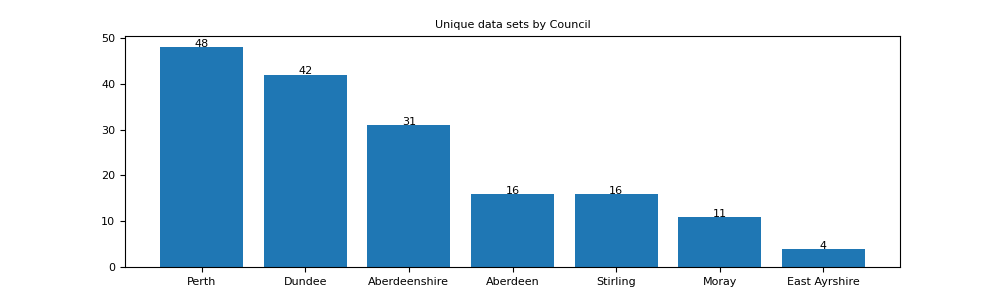 Unique data sets by Council
50
40
30
20
10
0
48
42
31
16
16
11
4
Perth
Dundee
Aberdeenshire
Aberdeen
Stirling
Moray
East Ayrshire